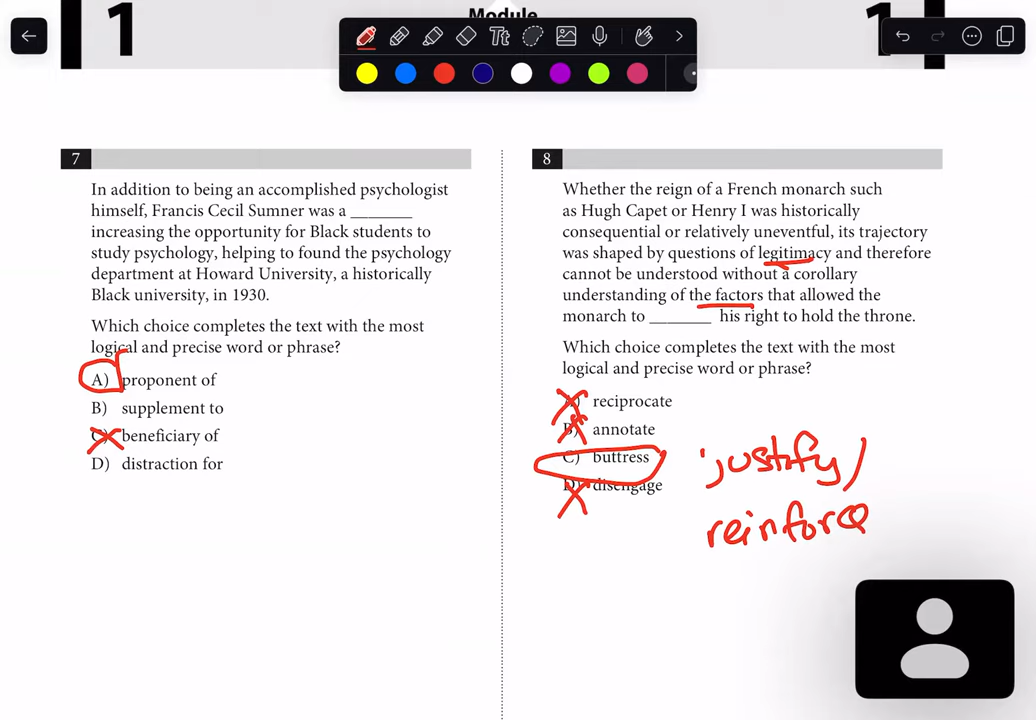 1
Module
1
Tt
7
In addition to being an accomplished psychologist
himself, Francis Cecil Sumner was a ______
increasing the opportunity for Black students to
study psychology, helping to found the psychology
department at Howard University, a historically
Black university, in 1930.
Which choice completes the text with the most
logical and precise word or phrase?
A) proponent of
B) supplement to
C) beneficiary of
D) distraction for
8
Whether the reign of a French monarch such
as Hugh Capet or Henry I was historically
consequential or relatively uneventful, its trajectory
was shaped by questions of legitimacy and therefore
cannot be understood without a corollary
understanding of the factors that allowed the
monarch to ______ his right to hold the throne.
Which choice completes the text with the most
logical and precise word or phrase?
A) reciprocate
B) annotate
C) buttress
D) disengage
justify/
reinforce